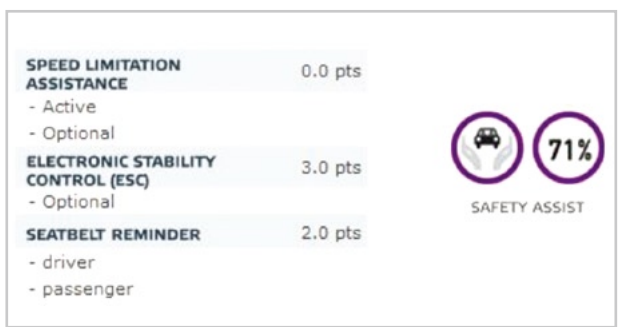 SPEED LIMITATION
ASSISTANCE
0.0 pts
- Active
- Optional
ELECTRONIC STABILITY
CONTROL (ESC)
3.0 pts
- Optional
SEATBELT REMINDER
2.0 pts
- driver
- passenger
71%
SAFETY ASSIST